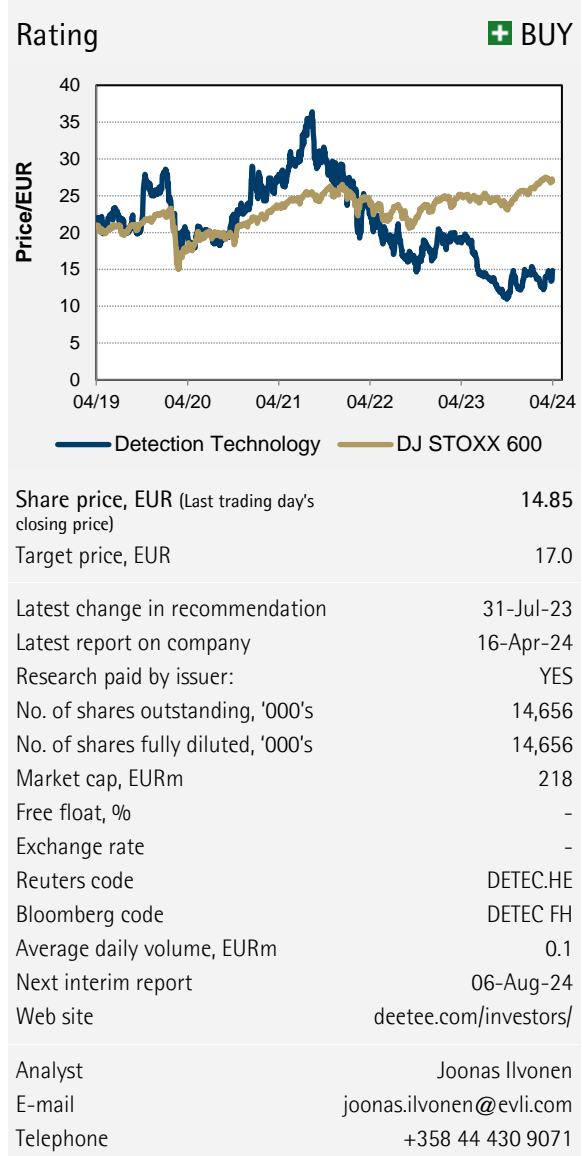 Rating BUY
40
35
30
25
20
15
10
5
0
Price/EUR
04/19 04/20 04/21 04/22 04/23 04/24
Detection Technology DJ STOXX 600
Share price, EUR (Last trading day's 14.85
closing price)
Target price, EUR 17.0
Latest change in recommendation 31-Jul-23
Latest report on company 16-Apr-24
Research paid by issuer: YES
No. of shares outstanding, '000's 14,656
No. of shares fully diluted, '000's 14,656
Market cap, EURm 218
Free float, % -
Exchange rate -
Reuters code DETEC.HE
Bloomberg code DETEC FH
Average daily volume, EURm 0.1
Next interim report 06-Aug-24
Web site deetee.com/investors/
Analyst Joonas Ilvonen
E-mail joonas.ilvonen@evli.com
Telephone +358 44 430 9071